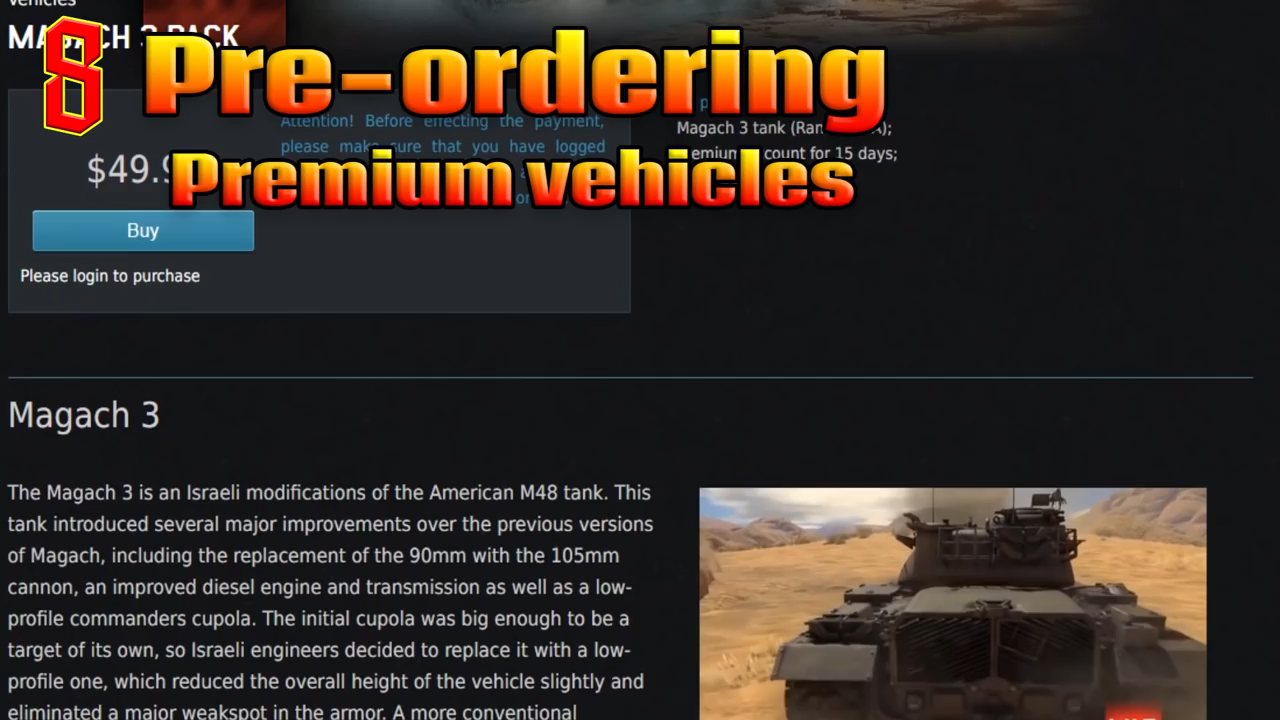 vehicles
MAGACH 3 PACK
8 Pre-ordering
Premium vehicles
$49.9
Buy
Please login to purchase
Attention! Before effecting the payment,
please make sure that you have logged
Magach 3 tank (Ran
count for 15 days;
Magach 3
The Magach 3 is an Israeli modifications of the American M48 tank. This
tank introduced several major improvements over the previous versions
of Magach, including the replacement of the 90mm with the 105mm
cannon, an improved diesel engine and transmission as well as a low-
profile commanders cupola. The initial cupola was big enough to be a
target of its own, so Israeli engineers decided to replace it with a low-
profile one, which reduced the overall height of the vehicle slightly and
eliminated a major weakspot in the armor. A more conventional